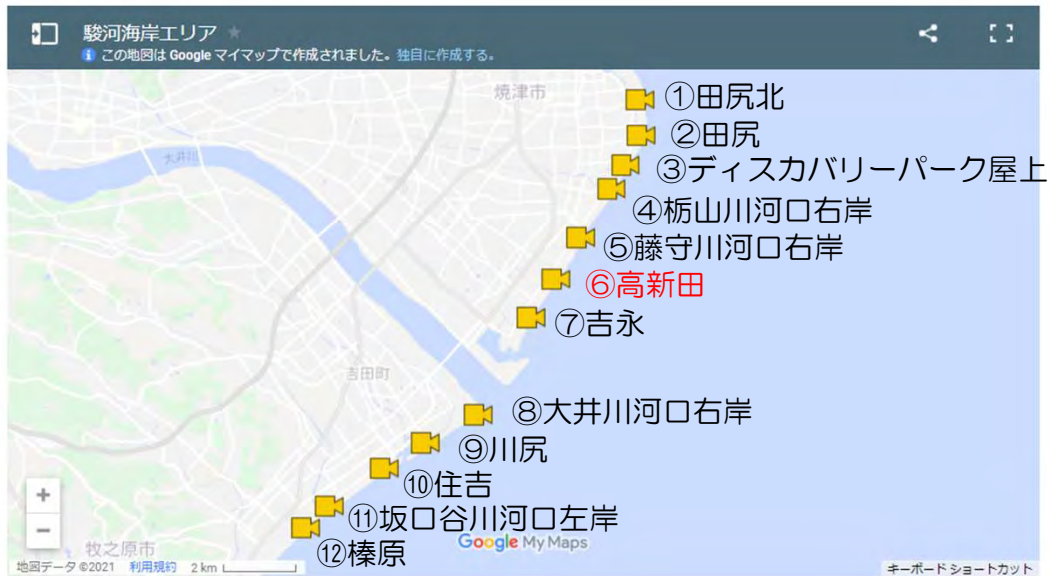 駿河海岸エリア
この地図は Google マイマップで作成されました。独自に作成する。
焼津市
①田尻北
②田尻
大井川
③ディスカバリーパーク屋上
④栃山川河口右岸
⑤藤守川河口右岸
⑥高新田
⑦吉永
吉田町
⑧大井川河口右岸
⑨川尻
⑩住吉
⑪坂口谷川河口左岸
⑫榛原
牧之原市
Google My Maps
地図データ ©2021 利用規約 2 km
キーボード ショートカット